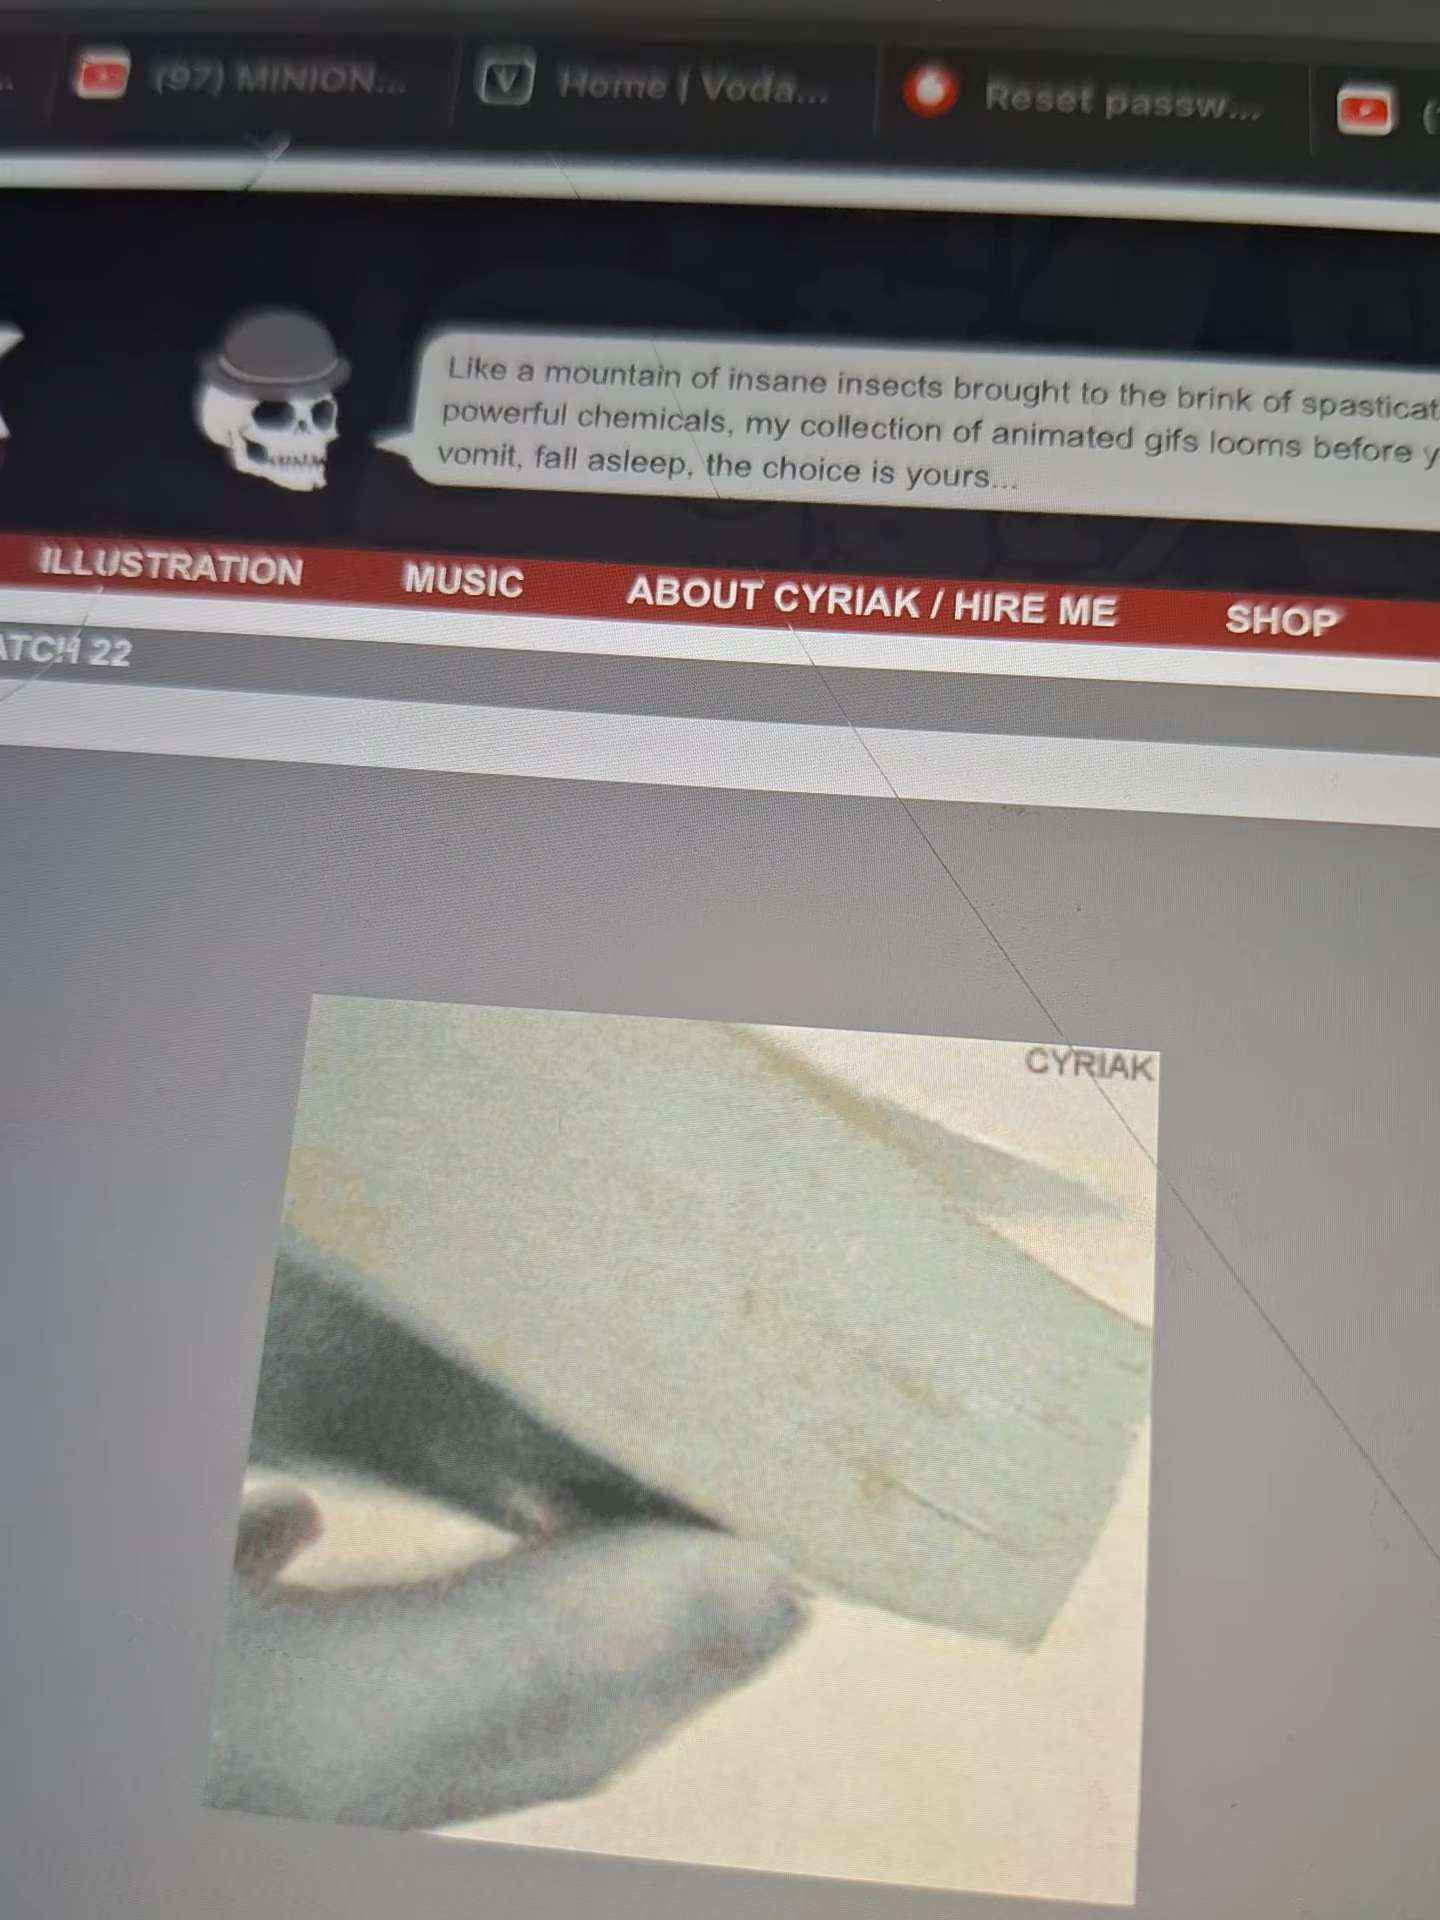 (97) MINION...
Home | Voda...
Reset passw...
(
Like a mountain of insane insects brought to the brink of spasticat
powerful chemicals, my collection of animated gifs looms before y
vomit, fall asleep, the choice is yours...
ILLUSTRATION MUSIC ABOUT CYRIAK / HIRE ME SHOP
ATCH 22
CYRIAK